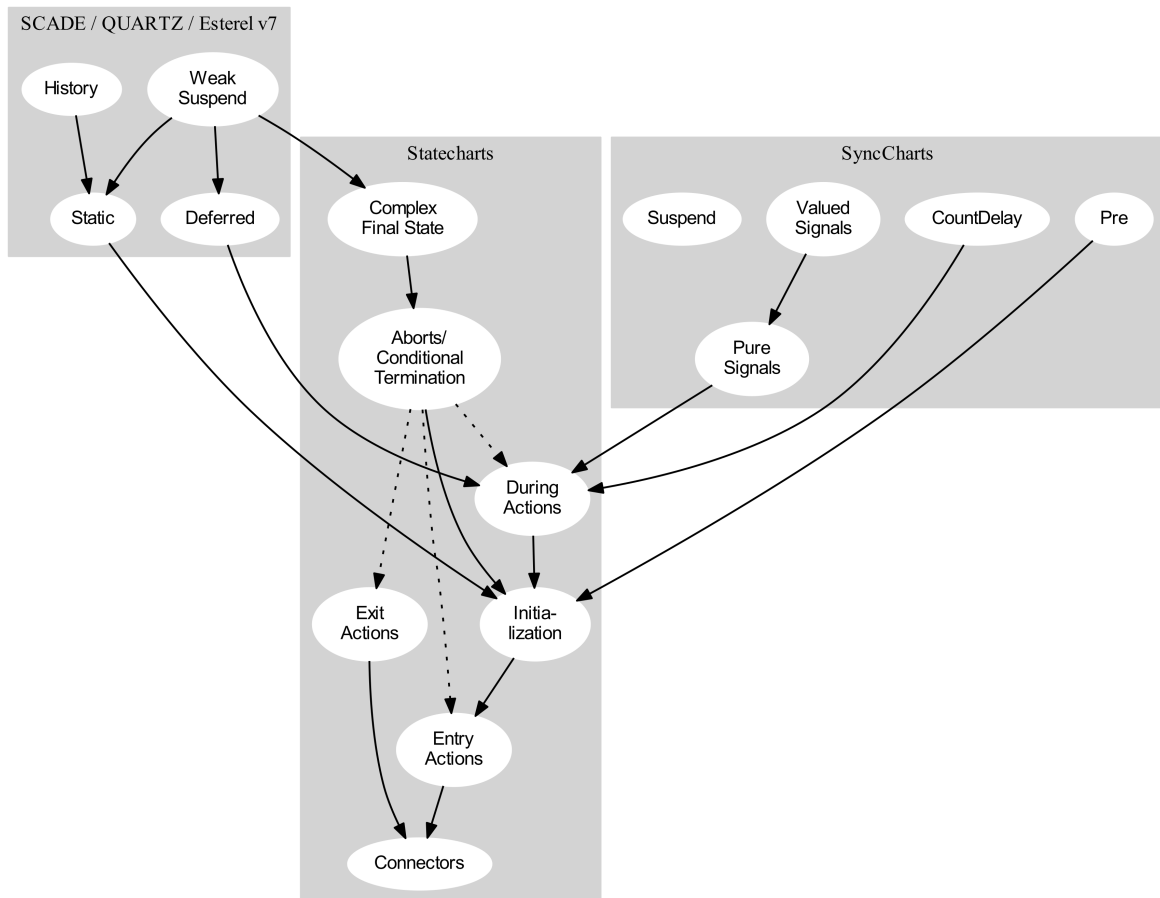 SCADE / QUARTZ / Esterel v7
History
Weak
Suspend
Static
Deferred
Statecharts
Complex
Final State
Aborts/
Conditional
Termination
During
Actions
Exit
Actions
Initia-
lization
Entry
Actions
Connectors
SyncCharts
Suspend
Valued
Signals
CountDelay
Pre
Pure
Signals